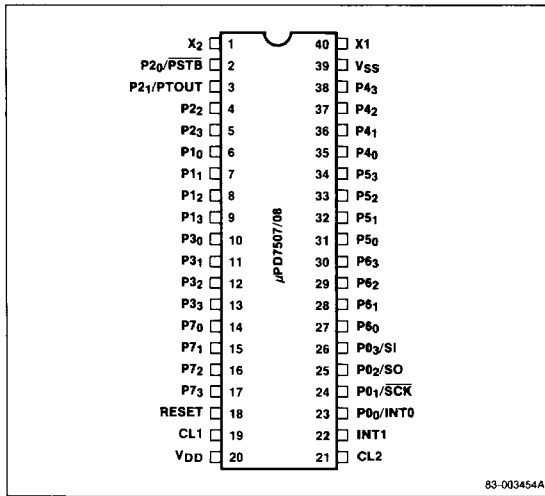 X₂ 1 40 X1
P2₀/P̅S̅T̅B̅ 2 39 VSS
P2₁/PTOUT 3 38 P4₃
P2₂ 4 37 P4₂
P2₃ 5 36 P4₁
P1₀ 6 35 P4₀
P1₁ 7 34 P5₃
P1₂ 8 33 P5₂
P1₃ 9 32 P5₁
P3₀ 10 31 P5₀
P3₁ 11 30 P6₃
P3₂ 12 29 P6₂
P3₃ 13 28 P6₁
P7₀ 14 27 P6₀
P7₁ 15 26 P0₃/SI
P7₂ 16 25 P0₂/SO
P7₃ 17 24 P0₁/S̅C̅K̅
RESET 18 23 P0₀/INT0
CL1 19 22 INT1
VDD 20 21 CL2
μPD7507/08
83-003454A